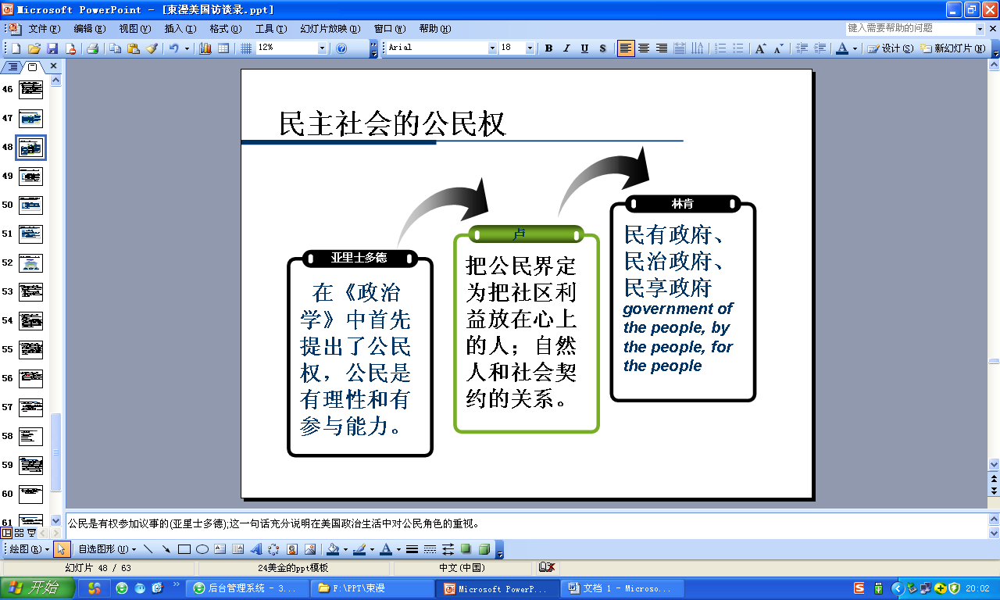 Microsoft PowerPoint - [束漫美国访谈录.ppt]
文件(F) 编辑(E) 视图(V) 插入(I) 格式(O) 工具(T) 幻灯片放映(D) 窗口(W) 帮助(H) 键入需要帮助的问题
12% Arial 18 B I U S A A A 设计(S) 新幻灯片(N)
46
47
48
49
50
51
52
53
54
55
56
57
58
59
60
61
民主社会的公民权
亚里士多德
在《政治
学》中首先
提出了公民
权，公民是
有理性和有
参与能力。
卢
把公民界定
为把社区利
益放在心上
的人；自然
人和社会契
约的关系。
林肯
民有政府、
民治政府、
民享政府
government of
the people, by
the people, for
the people
公民是有权参加议事的(亚里士多德);这一句话充分说明在美国政治生活中对公民角色的重视。
绘图(R) 自选图形(U) A
幻灯片 48 / 63 24美金的ppt模板 中文(中国)
开始 后台管理系统 - 3... F:\PPT\束漫 Microsoft PowerP... 文档 1 - Microso... 20:02